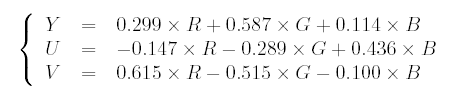 Y = 0.299 × R + 0.587 × G + 0.114 × B
U = −0.147 × R − 0.289 × G + 0.436 × B
V = 0.615 × R − 0.515 × G − 0.100 × B